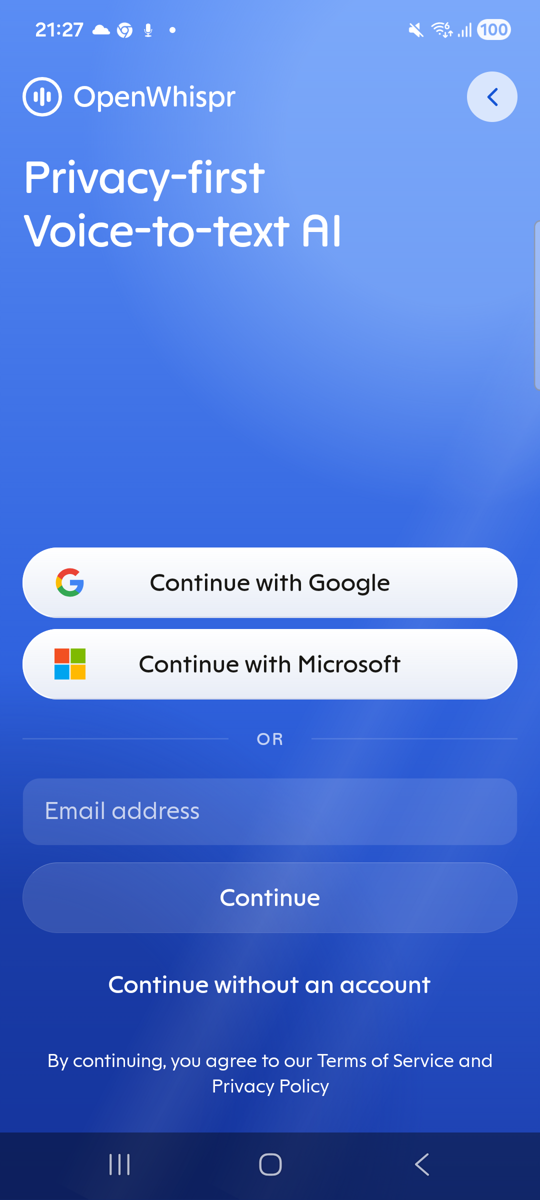 21:27
100
OpenWhispr
Privacy-first
Voice-to-text AI
Continue with Google
Continue with Microsoft
OR
Email address
Continue
Continue without an account
By continuing, you agree to our Terms of Service and
Privacy Policy